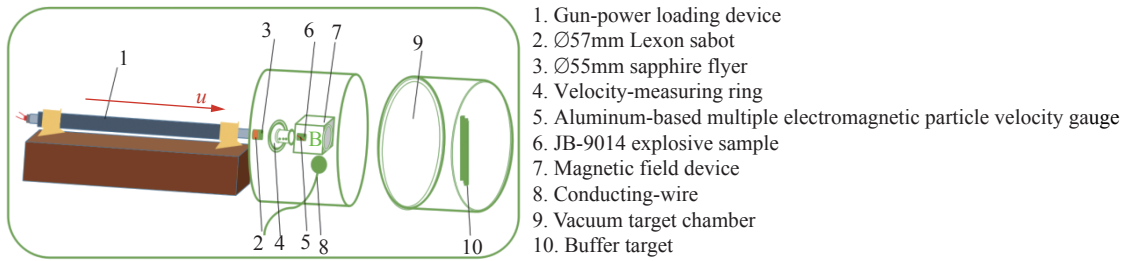 1
u
2
3
4
5
6
7
8
9
10
B
1. Gun-power loading device
2. Ø57mm Lexon sabot
3. Ø55mm sapphire flyer
4. Velocity-measuring ring
5. Aluminum-based multiple electromagnetic particle velocity gauge
6. JB-9014 explosive sample
7. Magnetic field device
8. Conducting-wire
9. Vacuum target chamber
10. Buffer target